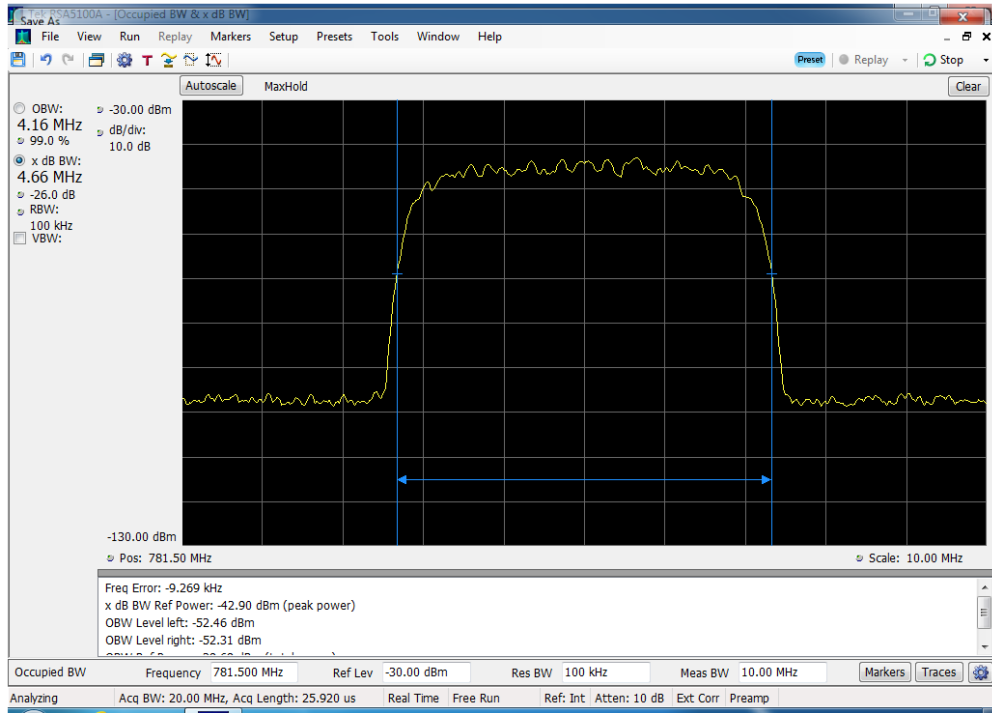 Tek RSA5100A - [Occupied BW & x dB BW]
Save As
File View Run Replay Markers Setup Presets Tools Window Help
Preset Replay Stop
Autoscale MaxHold Clear
OBW:
4.16 MHz
99.0 %
x dB BW:
4.66 MHz
-26.0 dB
RBW:
100 kHz
VBW:
-30.00 dBm
dB/div:
10.0 dB
-130.00 dBm
Pos: 781.50 MHz Scale: 10.00 MHz
Freq Error: -9.269 kHz
x dB BW Ref Power: -42.90 dBm (peak power)
OBW Level left: -52.46 dBm
OBW Level right: -52.31 dBm
Occupied BW Frequency 781.500 MHz Ref Lev -30.00 dBm Res BW 100 kHz Meas BW 10.00 MHz Markers Traces
Analyzing Acq BW: 20.00 MHz, Acq Length: 25.920 us Real Time Free Run Ref: Int Atten: 10 dB Ext Corr Preamp